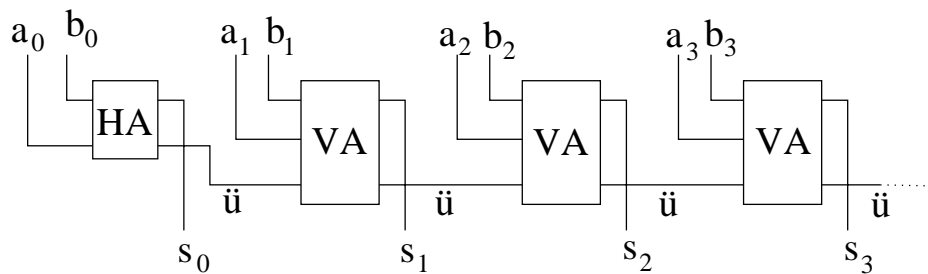 a₀ b₀ a₁ b₁ a₂ b₂ a₃ b₃
HA VA VA VA
ü ü ü ü
s₀ s₁ s₂ s₃